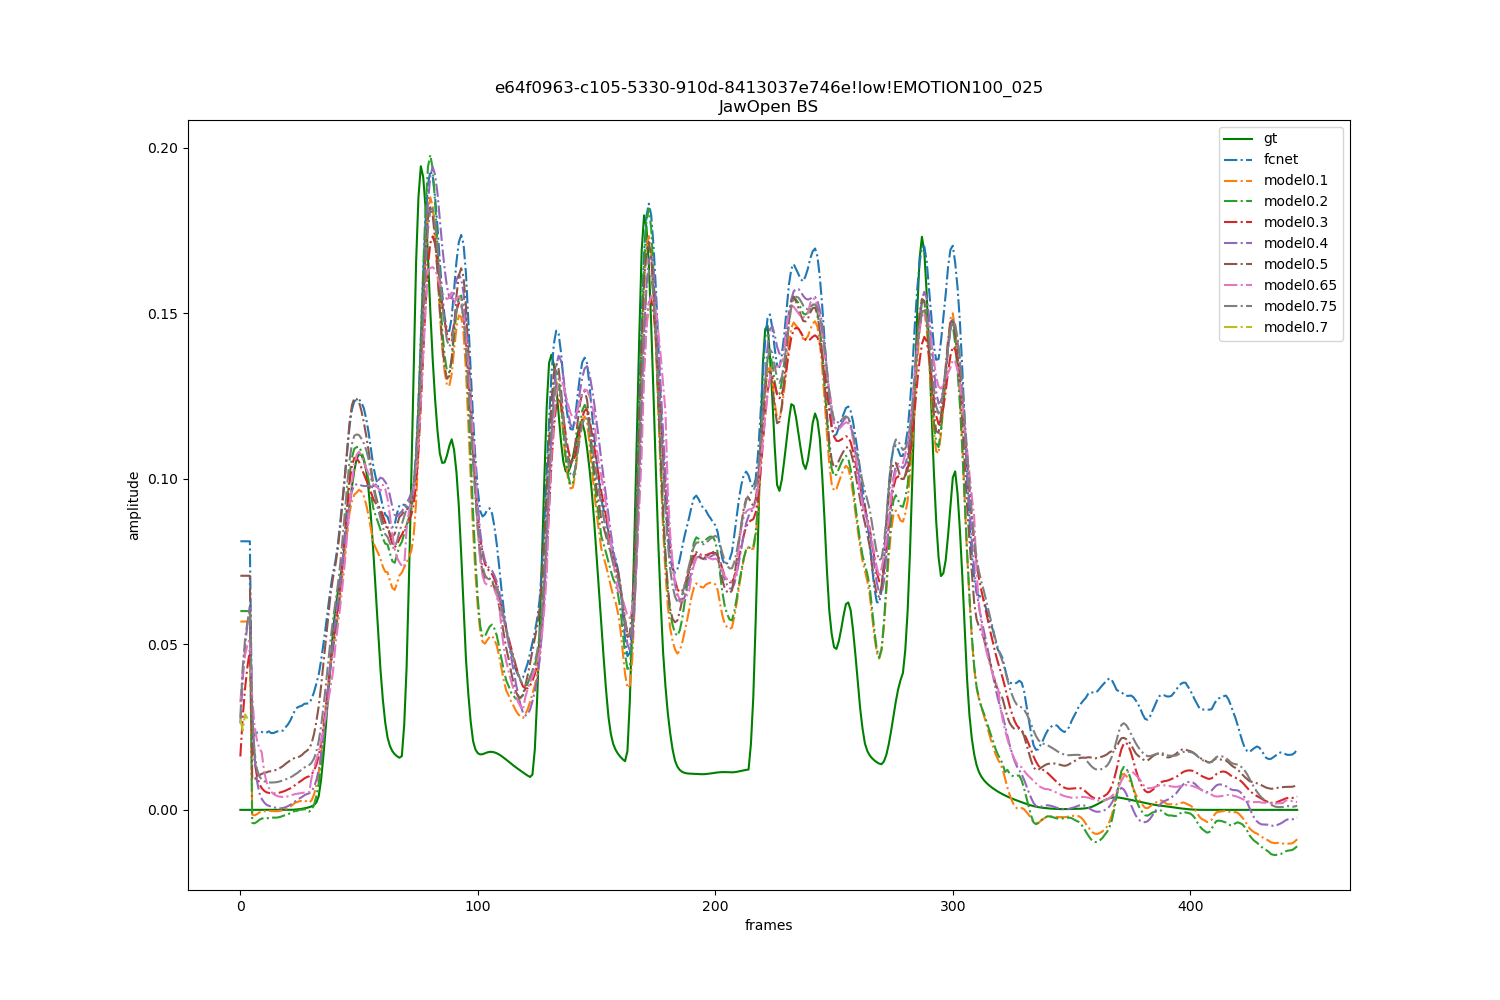 e64f0963-c105-5330-910d-8413037e746e!low!EMOTION100_025
JawOpen BS
gt
fcnet
model0.1
model0.2
model0.3
model0.4
model0.5
model0.65
model0.75
model0.7
0.20
0.15
0.10
0.05
0.00
amplitude
0
100
200
300
400
frames